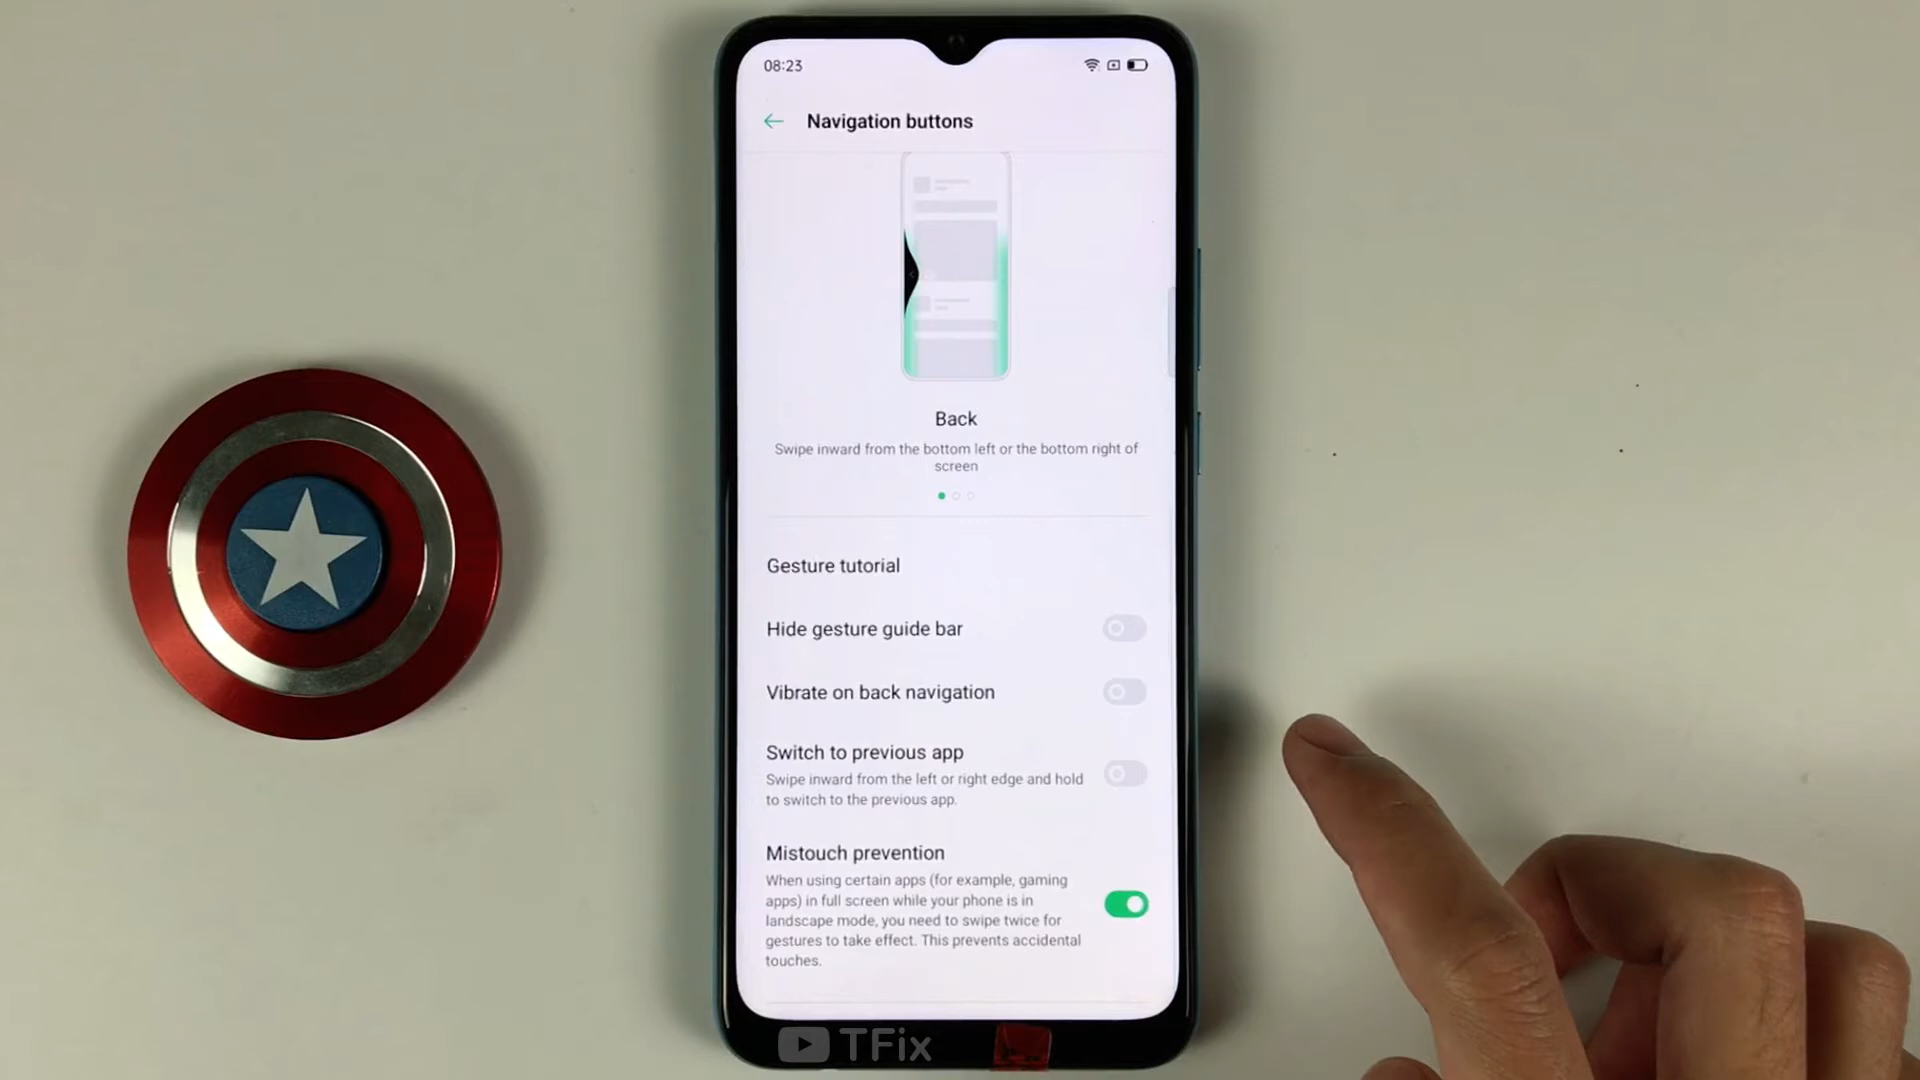 08:23
Navigation buttons
Back
Swipe inward from the bottom left or the bottom right of
screen
Gesture tutorial
Hide gesture guide bar
Vibrate on back navigation
Switch to previous app
Swipe inward from the left or right edge and hold
to switch to the previous app.
Mistouch prevention
When using certain apps (for example, gaming
apps) in full screen while your phone is in
landscape mode, you need to swipe twice for
gestures to take effect. This prevents accidental
touches.
TFix